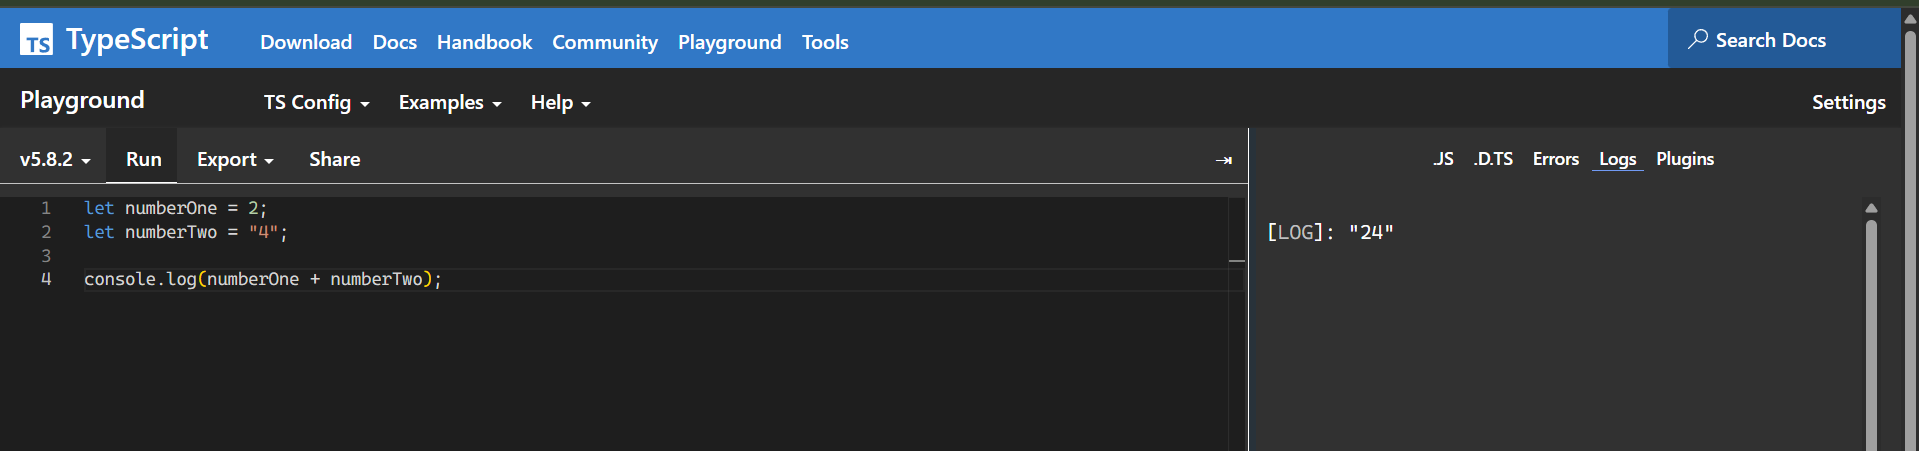 TS TypeScript Download Docs Handbook Community Playground Tools Search Docs
Playground TS Config Examples Help Settings
v5.8.2 Run Export Share .JS .D.TS Errors Logs Plugins
1 let numberOne = 2;
2 let numberTwo = "4";
3
4 console.log(numberOne + numberTwo);
[LOG]: "24"